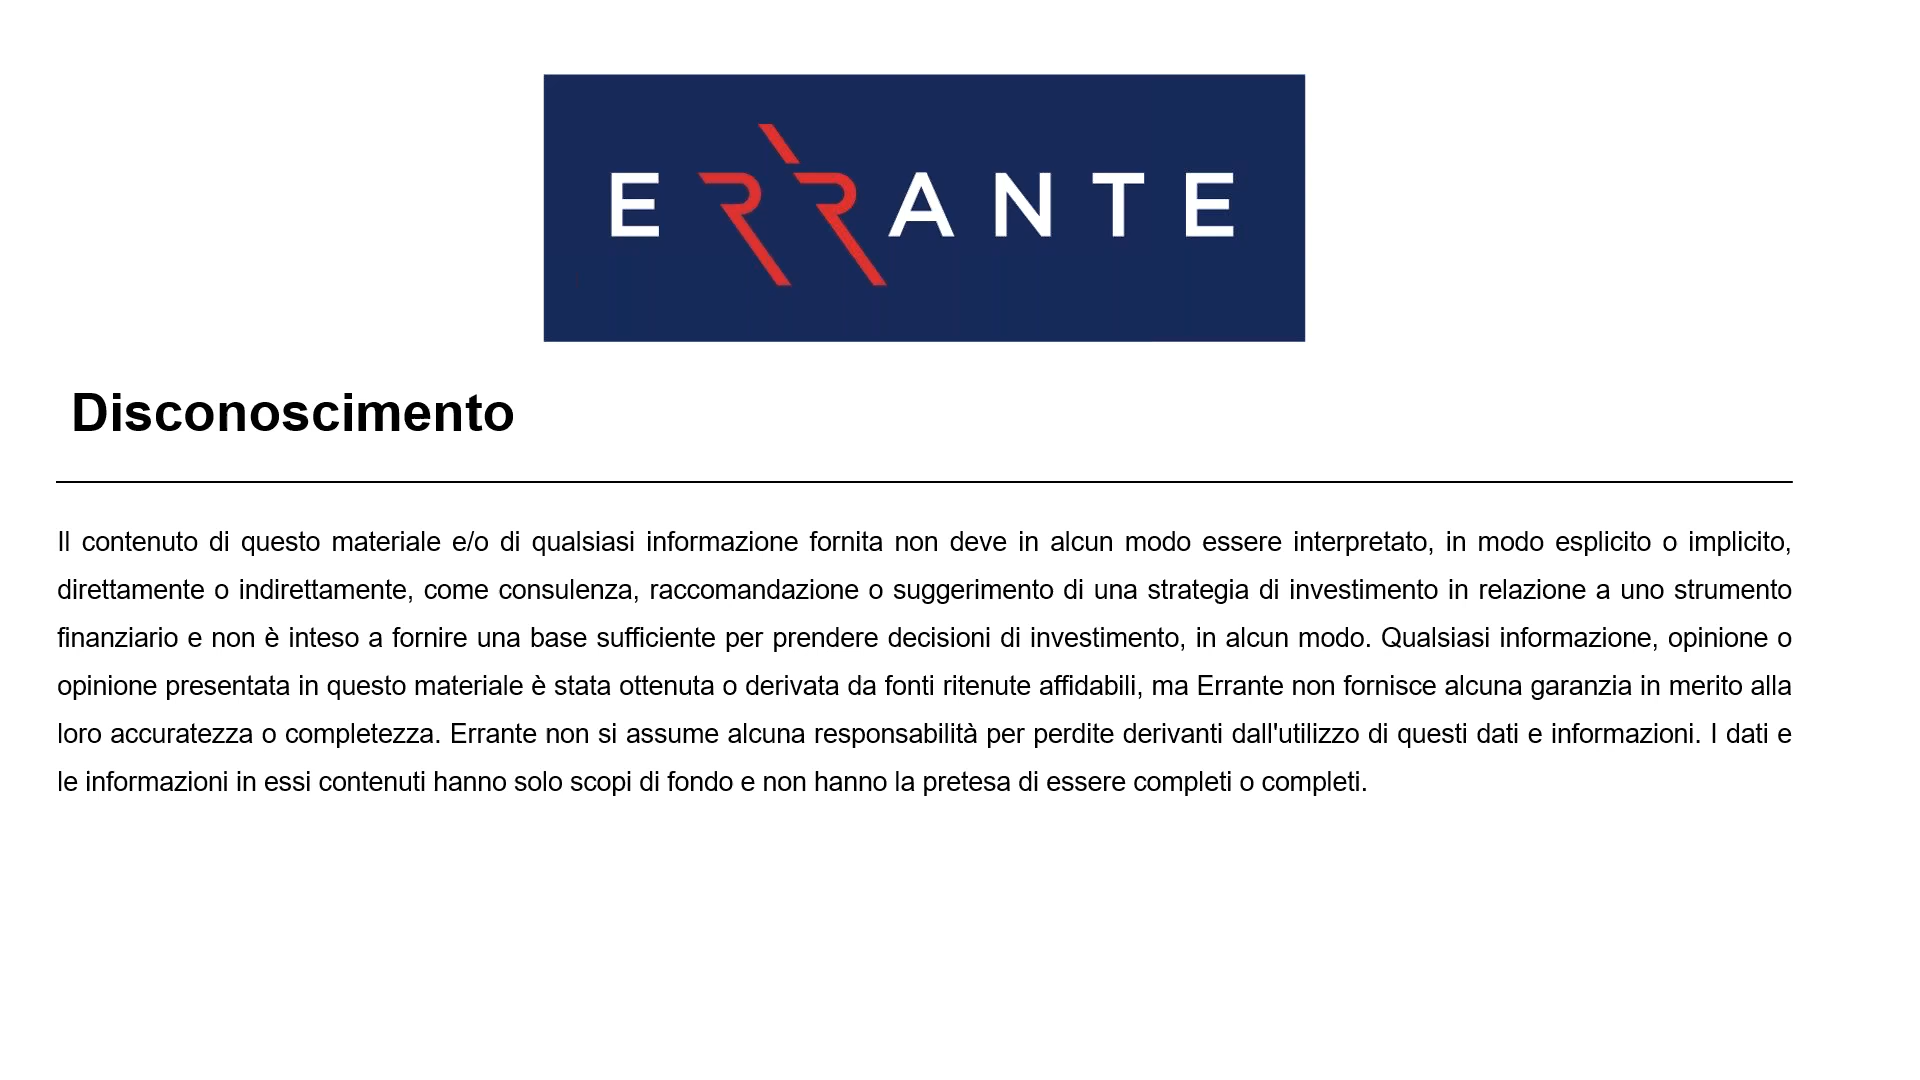 ERRANTE
Disconoscimento
Il contenuto di questo materiale e/o di qualsiasi informazione fornita non deve in alcun modo essere interpretato, in modo esplicito o implicito,
direttamente o indirettamente, come consulenza, raccomandazione o suggerimento di una strategia di investimento in relazione a uno strumento
finanziario e non è inteso a fornire una base sufficiente per prendere decisioni di investimento, in alcun modo. Qualsiasi informazione, opinione o
opinione presentata in questo materiale è stata ottenuta o derivata da fonti ritenute affidabili, ma Errante non fornisce alcuna garanzia in merito alla
loro accuratezza o completezza. Errante non si assume alcuna responsabilità per perdite derivanti dall'utilizzo di questi dati e informazioni. I dati e
le informazioni in essi contenuti hanno solo scopi di fondo e non hanno la pretesa di essere completi o completi.